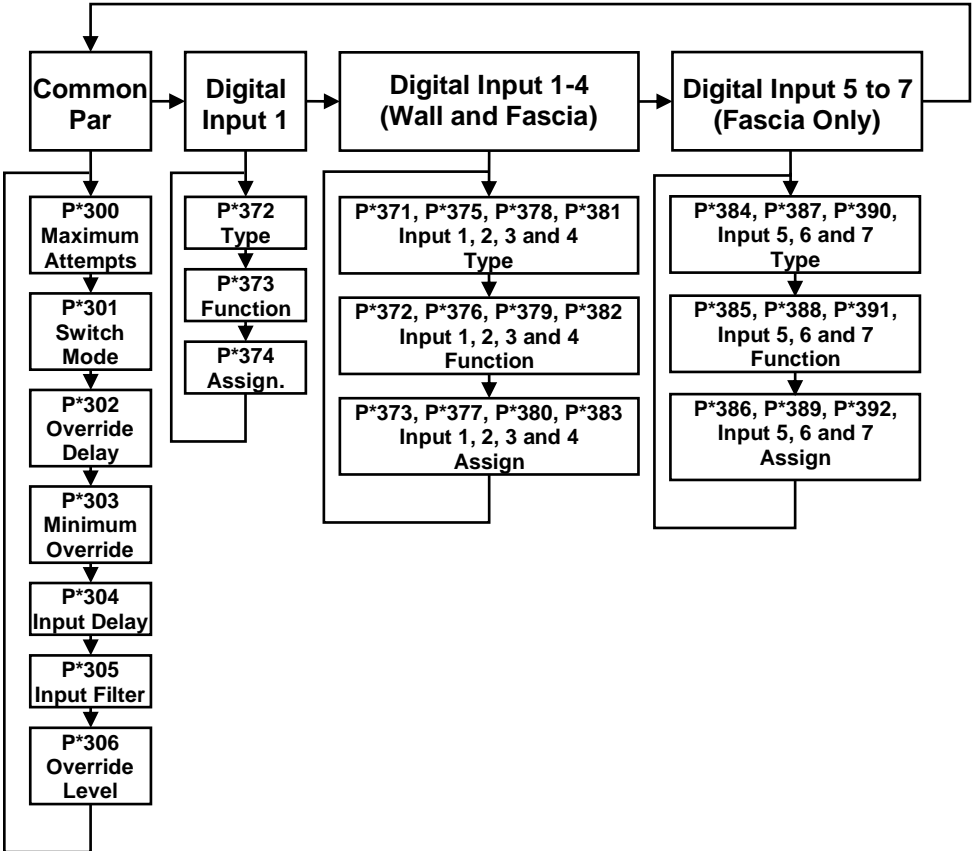 Common
Par
Digital
Input 1
Digital Input 1-4
(Wall and Fascia)
Digital Input 5 to 7
(Fascia Only)
P*300
Maximum
Attempts
P*301
Switch
Mode
P*302
Override
Delay
P*303
Minimum
Override
P*304
Input Delay
P*305
Input Filter
P*306
Override
Level
P*372
Type
P*373
Function
P*374
Assign.
P*371, P*375, P*378, P*381
Input 1, 2, 3 and 4
Type
P*372, P*376, P*379, P*382
Input 1, 2, 3 and 4
Function
P*373, P*377, P*380, P*383
Input 1, 2, 3 and 4
Assign
P*384, P*387, P*390,
Input 5, 6 and 7
Type
P*385, P*388, P*391,
Input 5, 6 and 7
Function
P*386, P*389, P*392,
Input 5, 6 and 7
Assign